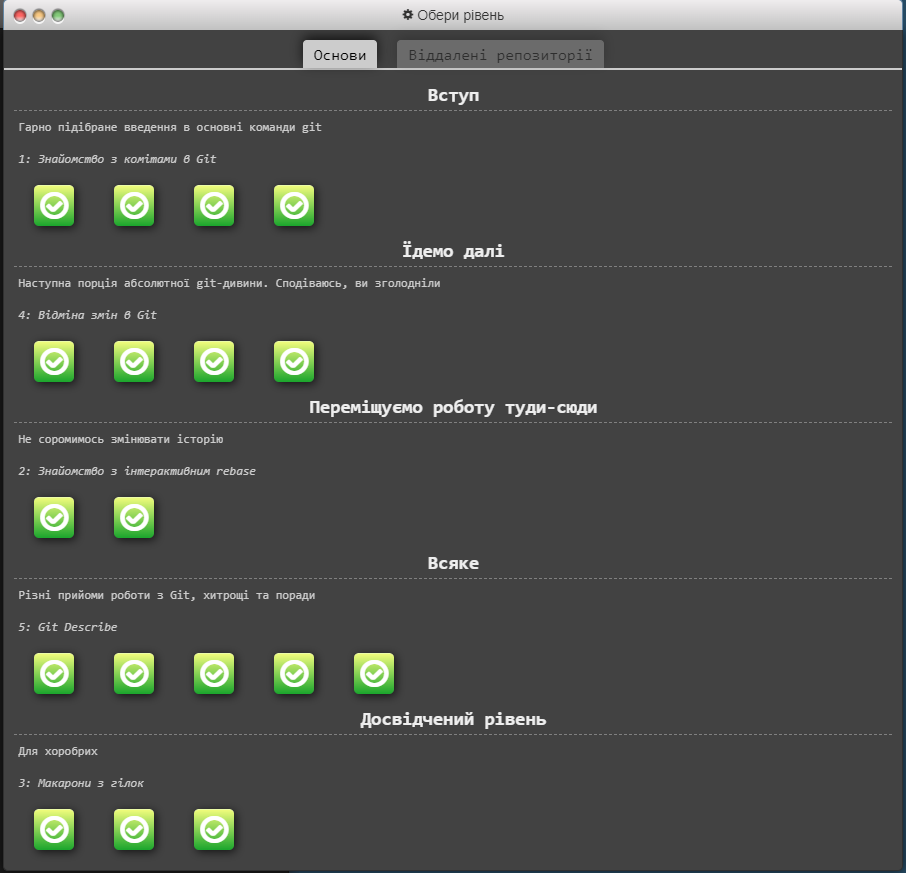 Обери рівень
Основи
Віддалені репозиторії
Вступ
Гарно підібране введення в основні команди git
1: Знайомство з комітами в Git
Їдемо далі
Наступна порція абсолютної git-дивини. Сподіваюсь, ви зголодніли
4: Відміна змін в Git
Переміщуємо роботу туди-сюди
Не соромимось змінювати історію
2: Знайомство з інтерактивним rebase
Всяке
Різні прийоми роботи з Git, хитрощі та поради
5: Git Describe
Досвідчений рівень
Для хоробрих
3: Макарони з гілок